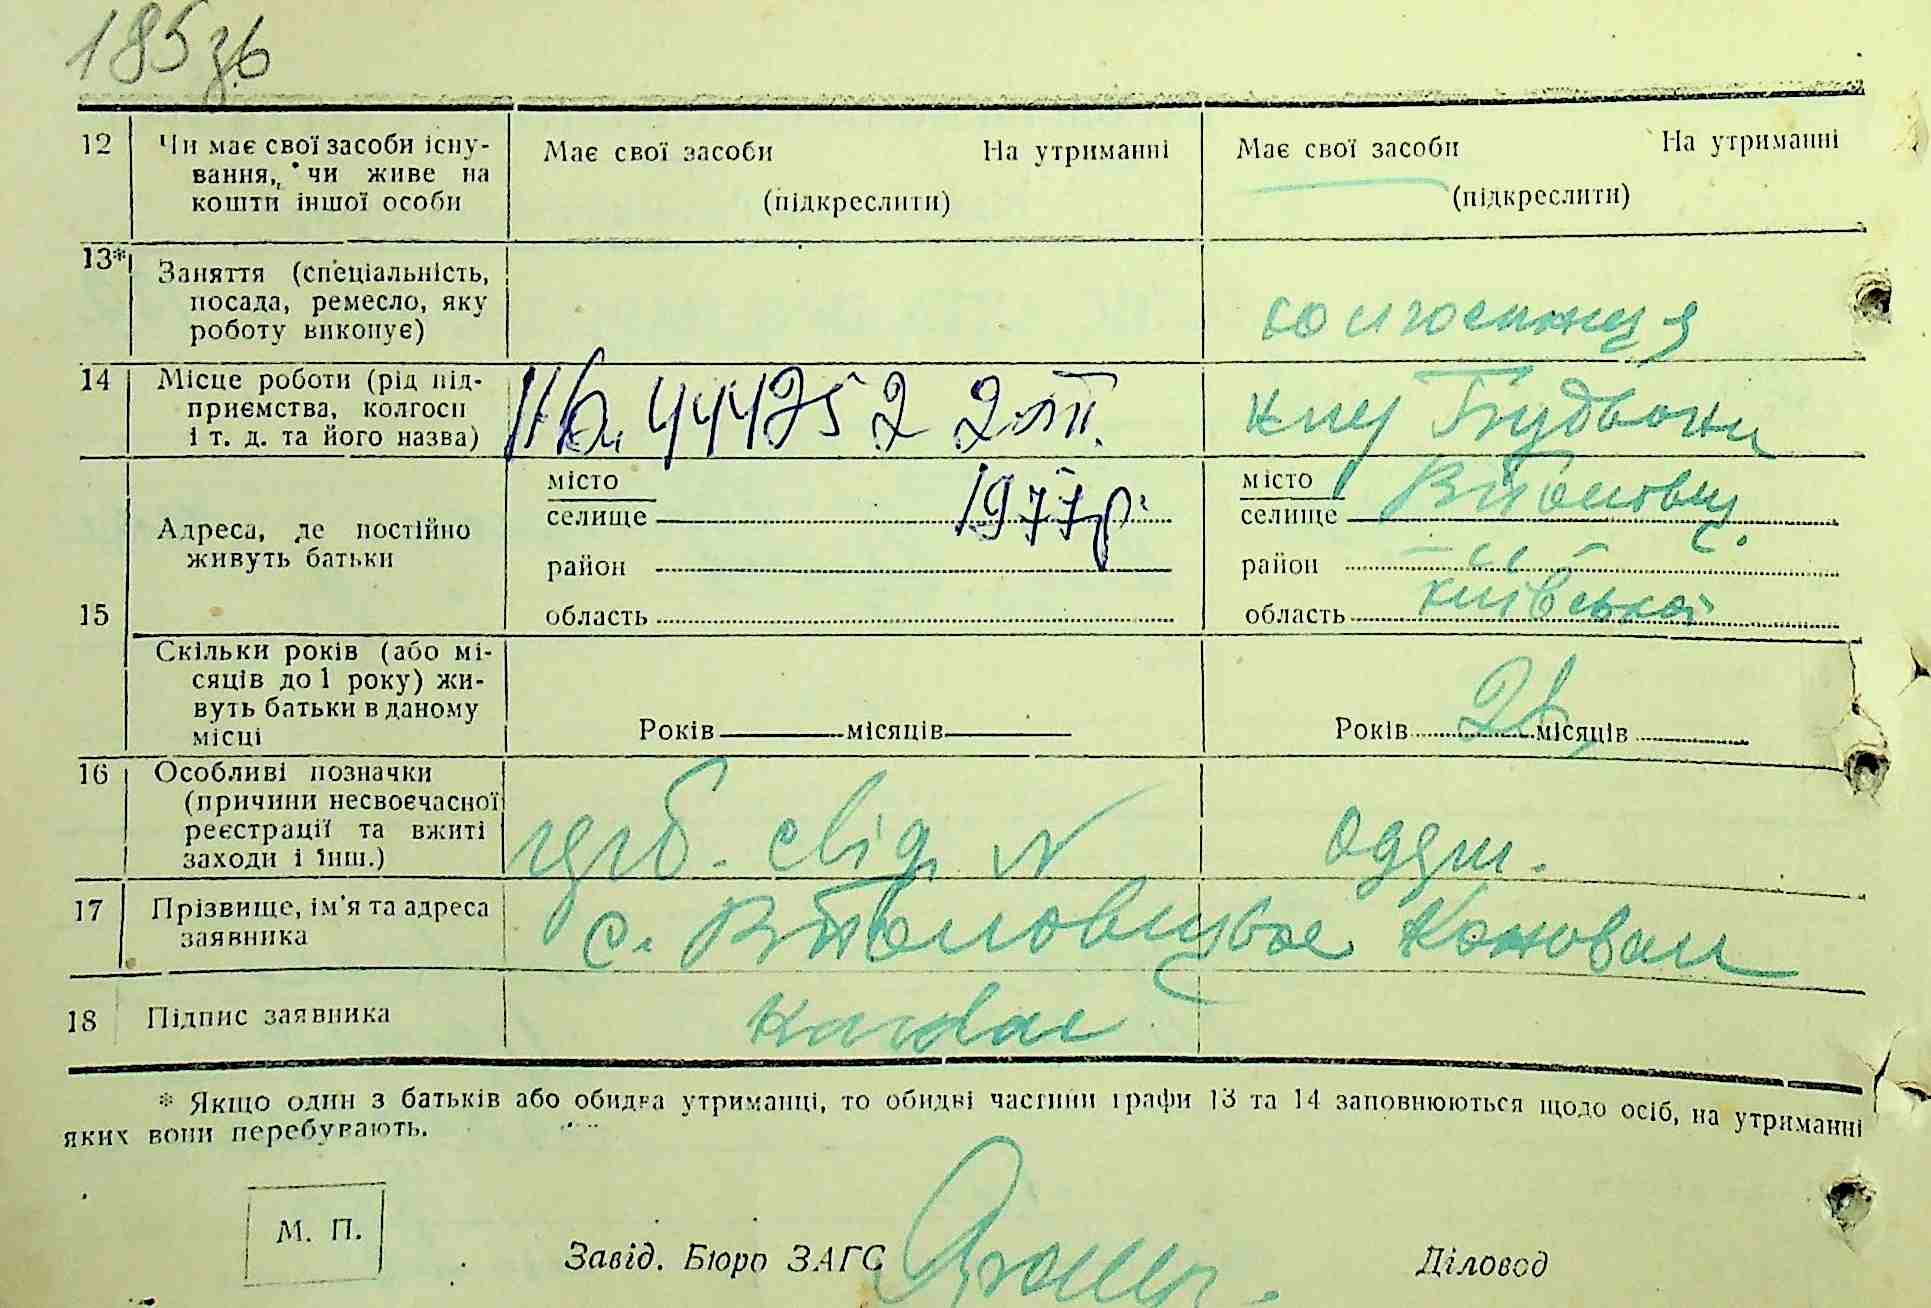 185 зв
12 Чи має свої засоби існу- Має свої засоби На утриманні Має свої засоби На утриманні
вання, чи живе на
кошти іншої особи (підкреслити) (підкреслити)
13* Заняття (спеціальність,
посада, ремесло, яку
роботу виконує)
14 Місце роботи (рід під-
приємства, колгосп
і т. д. та його назва) 444252
місто 1977р. місто
Адреса, де постійно селище селище
живуть батьки район район
15 область область Київської
Скільки років (або мі-
сяців до 1 року) жи-
вуть батьки в даному
місці Років місяців Років місяців
16 Особливі позначки
(причини несвоєчасної
реєстрації та вжиті свід. №
заходи і інш.)
17 Прізвище, ім'я та адреса с. Коновал
заявника
18 Підпис заявника
* Якщо один з батьків або обидва утриманці, то обидві частини графи 13 та 14 заповнюються щодо осіб, на утриманні
яких вони перебувають.
М. П.
Завід. Бюро ЗАГС Діловод